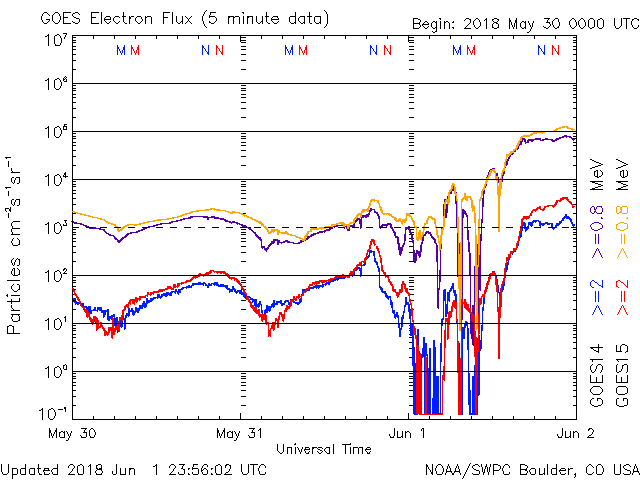 GOES Electron Flux (5 minute data)
Begin: 2018 May 30 0000 UTC
10⁷
M M N N M M N N M M N N
10⁶
10⁵
10⁴
10³
10²
10¹
10⁰
10⁻¹
Particles cm⁻²s⁻¹sr⁻¹
May 30
May 31
Jun 1
Jun 2
Universal Time
GOES14 >=2 >=0.8 MeV
GOES15 >=2 >=0.8 MeV
Updated 2018 Jun 1 23:56:02 UTC
NOAA/SWPC Boulder, CO USA